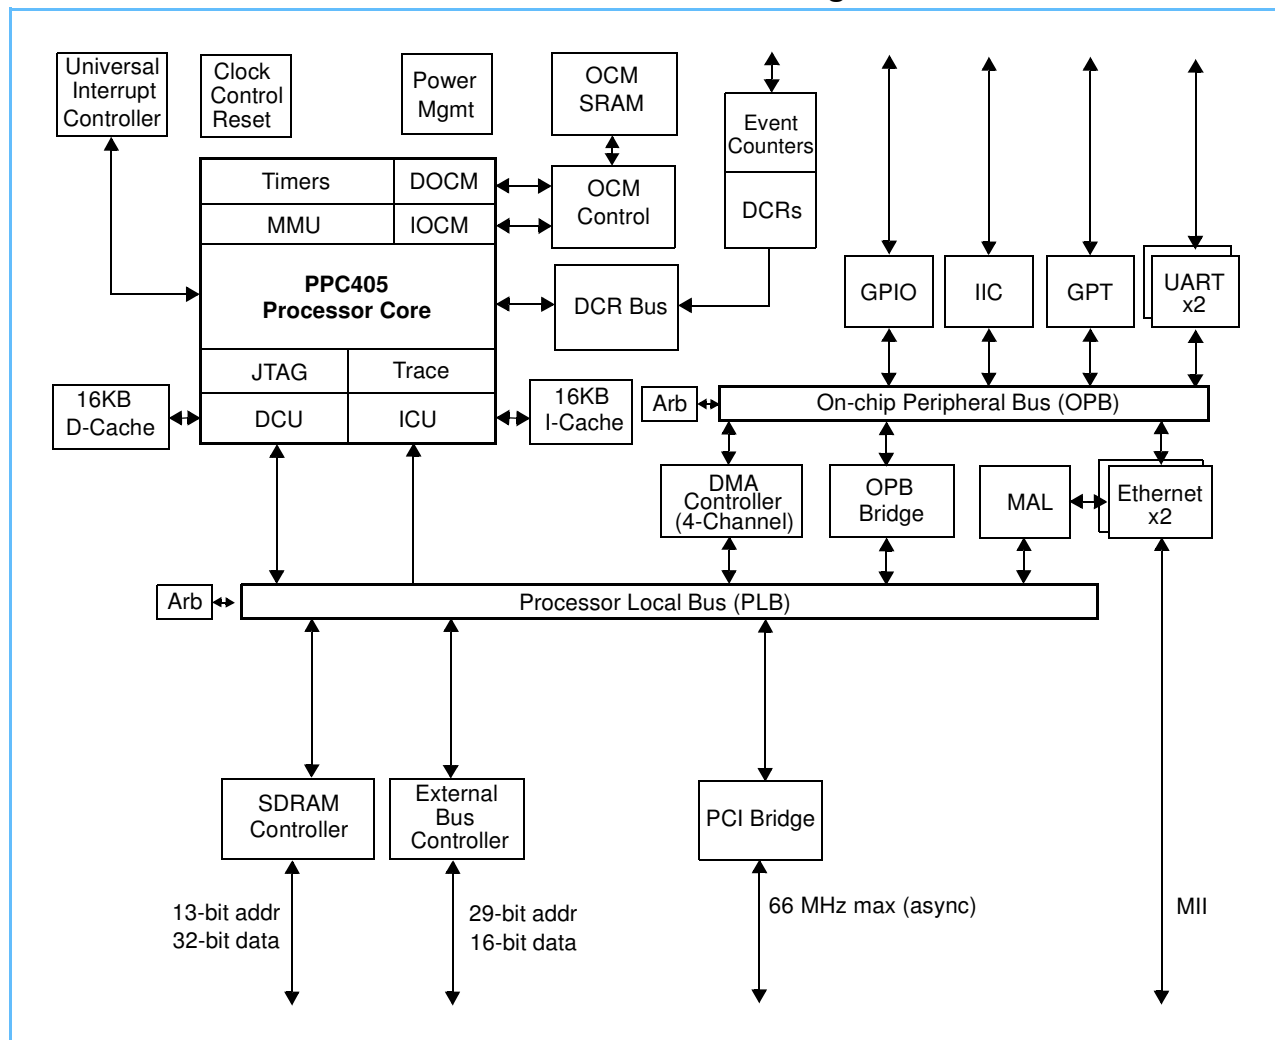 Universal
Interrupt
Controller
Clock
Control
Reset
Power
Mgmt
OCM
SRAM
Event
Counters
DCRs
Timers
DOCM
MMU
IOCM
OCM
Control
PPC405
Processor Core
DCR Bus
GPIO
IIC
GPT
UART
x2
JTAG
Trace
DCU
ICU
16KB
D-Cache
16KB
I-Cache
Arb
On-chip Peripheral Bus (OPB)
DMA
Controller
(4-Channel)
OPB
Bridge
MAL
Ethernet
x2
Arb
Processor Local Bus (PLB)
SDRAM
Controller
External
Bus
Controller
PCI Bridge
13-bit addr
32-bit data
29-bit addr
16-bit data
66 MHz max (async)
MII